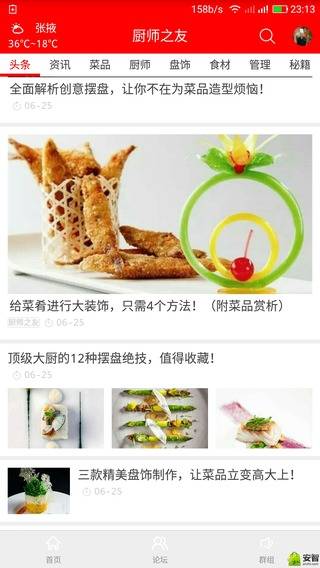 158b/s 23:13
张掖
36°C~18°C
厨师之友
头条 资讯 菜品 厨师 盘饰 食材 管理 秘籍
全面解析创意摆盘，让你不在为菜品造型烦恼！
06-25
给菜肴进行大装饰，只需4个方法！（附菜品赏析）
厨师之友 06-25
顶级大厨的12种摆盘绝技，值得收藏！
06-25
三款精美盘饰制作，让菜品立变高大上！
06-25
首页 论坛 群组
安智